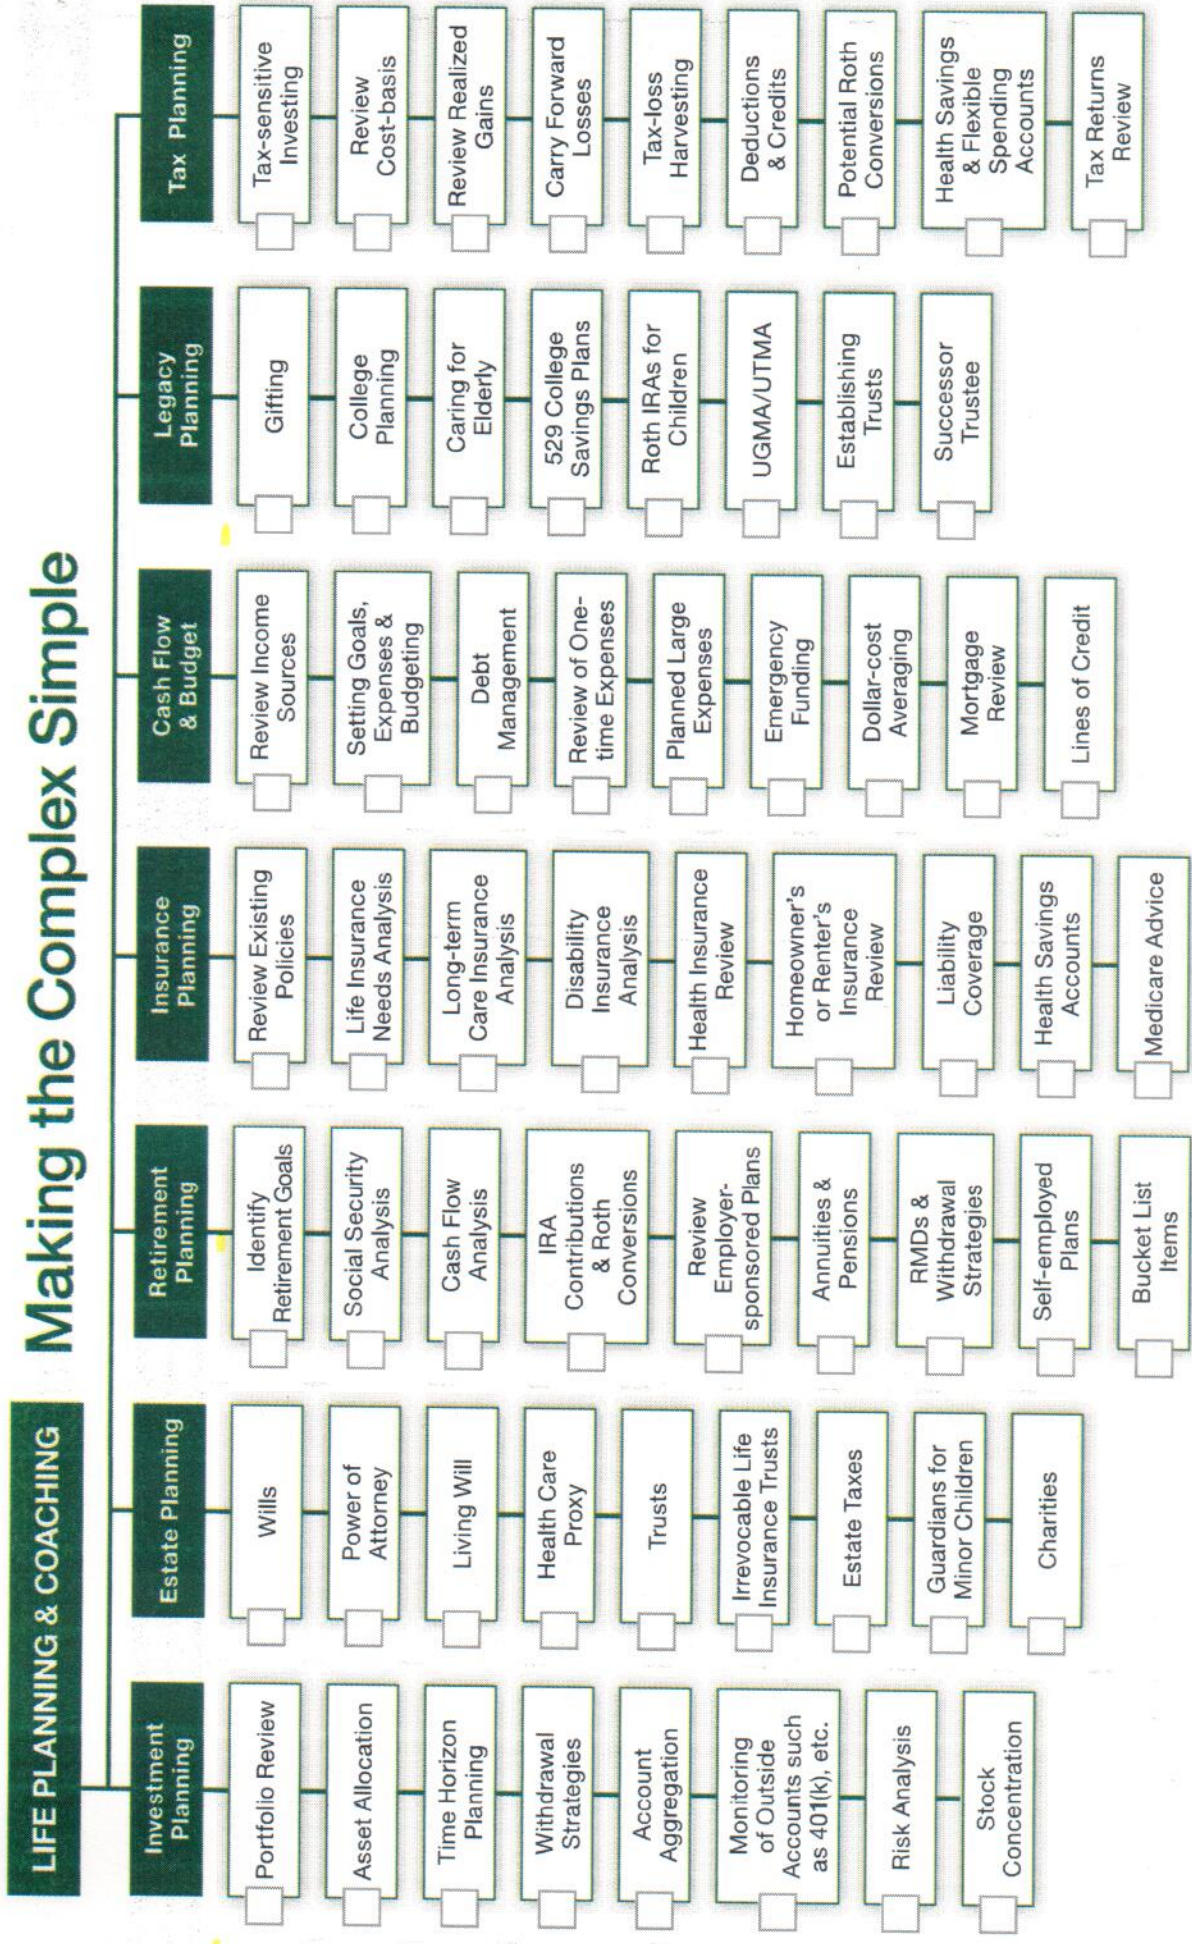 LIFE PLANNING & COACHING
Making the Complex Simple
Investment
Planning
Portfolio Review
Asset Allocation
Time Horizon
Planning
Withdrawal
Strategies
Account
Aggregation
Monitoring
of Outside
Accounts such
as 401(k), etc.
Risk Analysis
Stock
Concentration
Estate Planning
Wills
Power of
Attorney
Living Will
Health Care
Proxy
Trusts
Irrevocable Life
Insurance Trusts
Estate Taxes
Guardians for
Minor Children
Charities
Retirement
Planning
Identify
Retirement Goals
Social Security
Analysis
Cash Flow
Analysis
IRA
Contributions
& Roth
Conversions
Review
Employer-
sponsored Plans
Annuities &
Pensions
RMDs &
Withdrawal
Strategies
Self-employed
Plans
Bucket List
Items
Insurance
Planning
Review Existing
Policies
Life Insurance
Needs Analysis
Long-term
Care Insurance
Analysis
Disability
Insurance
Analysis
Health Insurance
Review
Homeowner's
or Renter's
Insurance
Review
Liability
Coverage
Health Savings
Accounts
Medicare Advice
Cash Flow
& Budget
Review Income
Sources
Setting Goals,
Expenses &
Budgeting
Debt
Management
Review of One-
time Expenses
Planned Large
Expenses
Emergency
Funding
Dollar-cost
Averaging
Mortgage
Review
Lines of Credit
Legacy
Planning
Gifting
College
Planning
Caring for
Elderly
529 College
Savings Plans
Roth IRAs for
Children
UGMA/UTMA
Establishing
Trusts
Successor
Trustee
Tax Planning
Tax-sensitive
Investing
Review
Cost-basis
Review Realized
Gains
Carry Forward
Losses
Tax-loss
Harvesting
Deductions
& Credits
Potential Roth
Conversions
Health Savings
& Flexible
Spending
Accounts
Tax Returns
Review